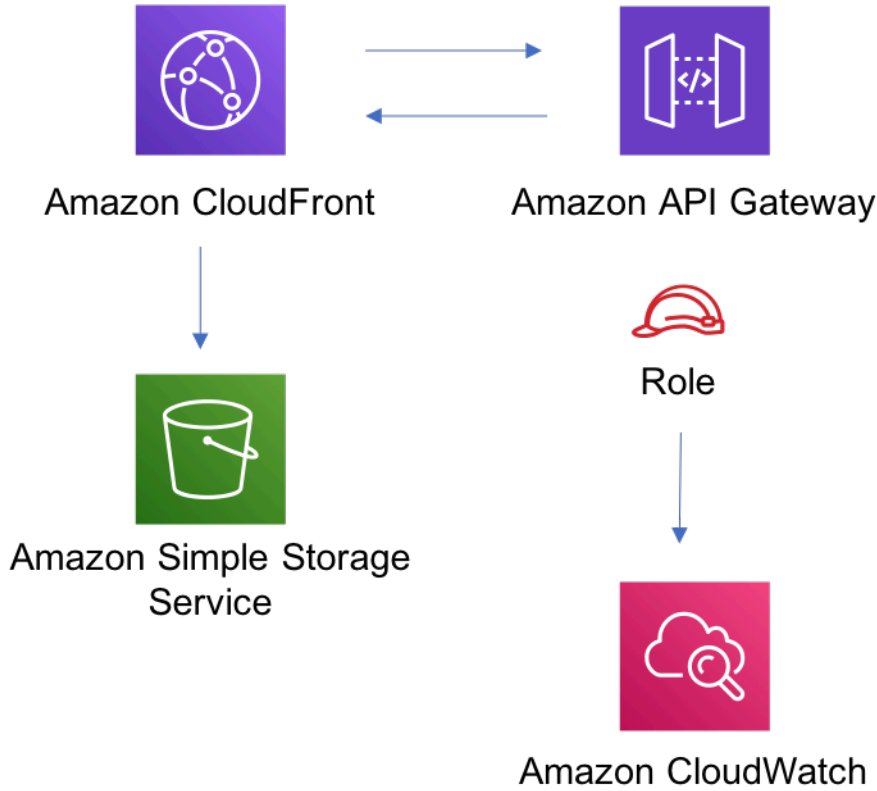 Amazon CloudFront
Amazon API Gateway
</>
Role
Amazon Simple Storage
Service
Amazon CloudWatch